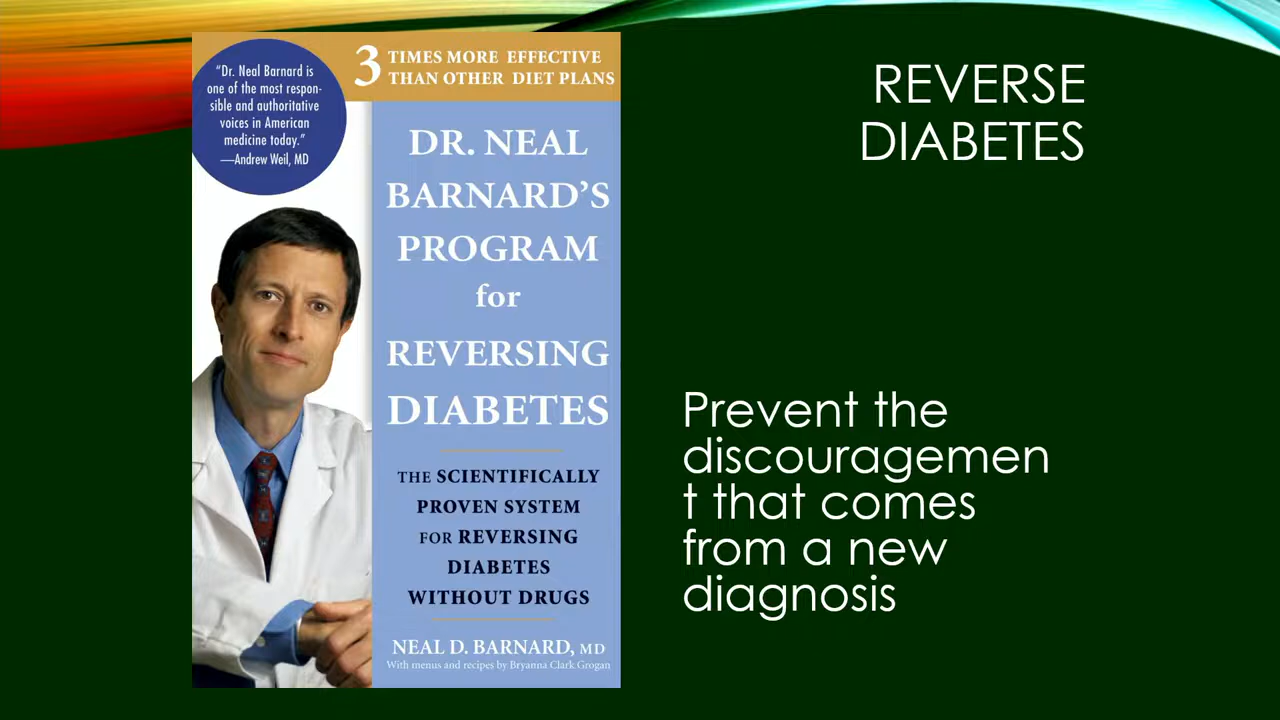 “Dr. Neal Barnard is
one of the most respon-
sible and authoritative
voices in American
medicine today.”
—Andrew Weil, MD
3 TIMES MORE EFFECTIVE
THAN OTHER DIET PLANS
DR. NEAL
BARNARD’S
PROGRAM
for
REVERSING
DIABETES
THE SCIENTIFICALLY
PROVEN SYSTEM
FOR REVERSING
DIABETES
WITHOUT DRUGS
NEAL D. BARNARD, MD
With menus and recipes by Bryanna Clark Grogan
REVERSE
DIABETES
Prevent the
discouragemen
t that comes
from a new
diagnosis